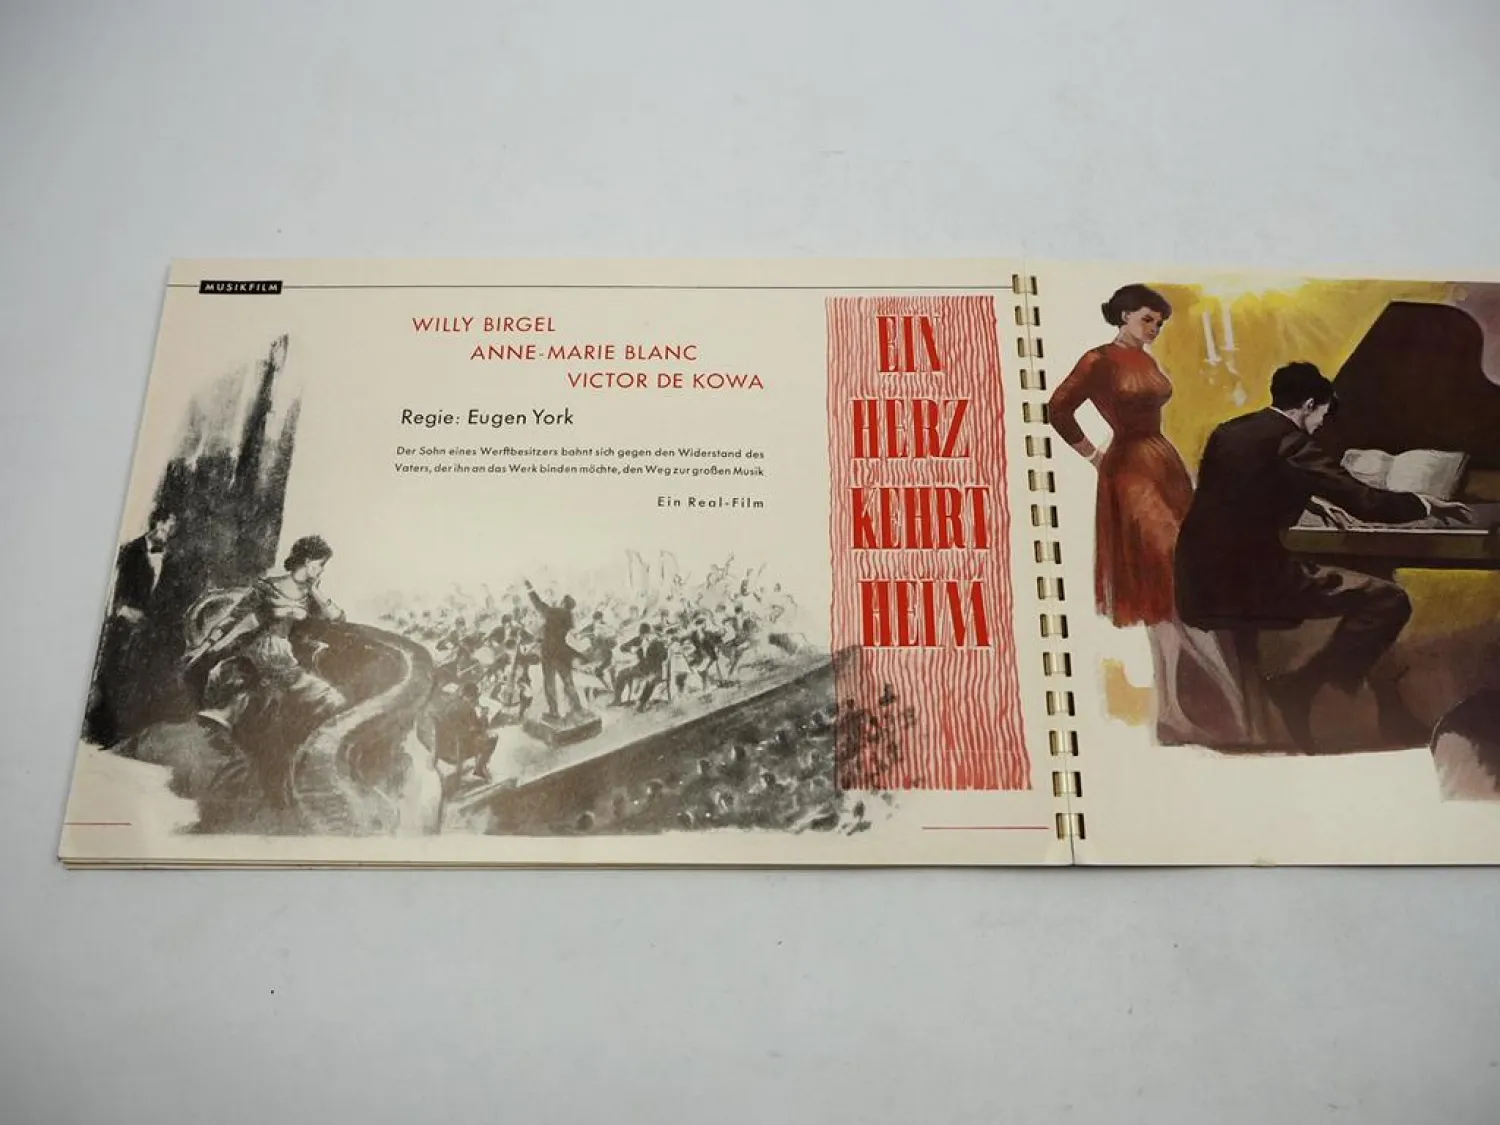 MUSIKFILM
WILLY BIRGEL
ANNE-MARIE BLANC
VICTOR DE KOWA
Regie: Eugen York
Der Sohn eines Werftbesitzers bahnt sich gegen den Widerstand des
Vaters, der ihn an das Werk binden möchte, den Weg zur großen Musik
Ein Real-Film
EIN
HERZ
KEHRT
HEIM